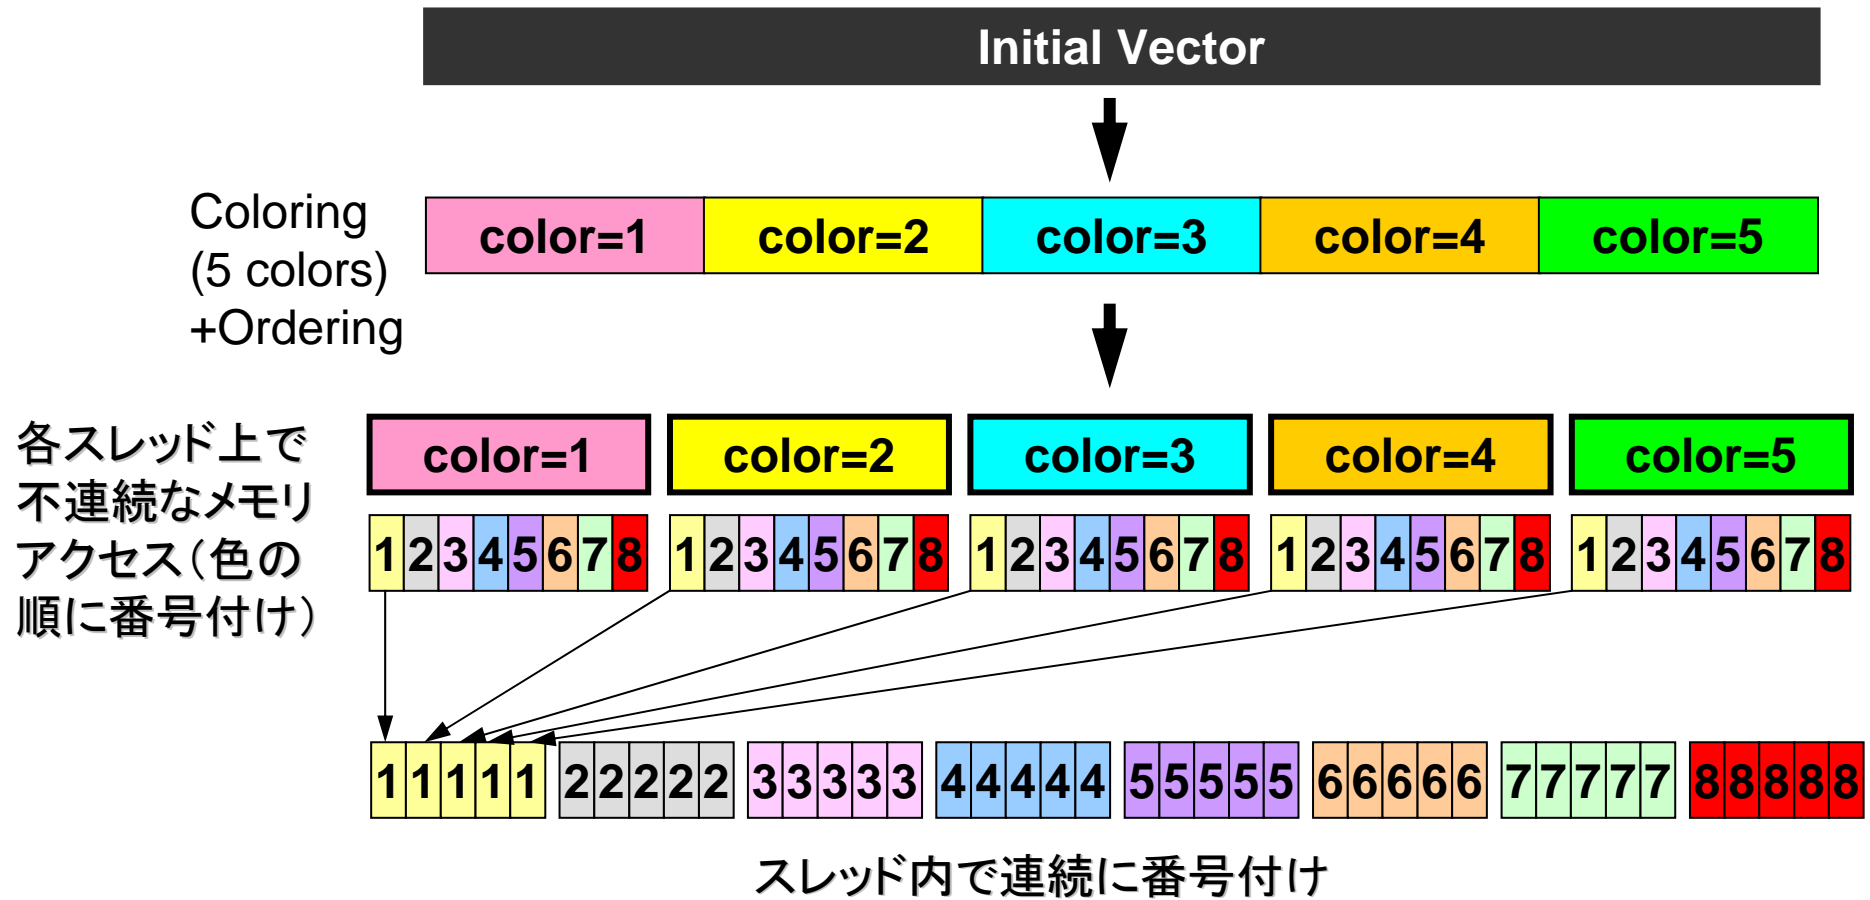 Initial Vector
Coloring
(5 colors)
+Ordering
color=1 color=2 color=3 color=4 color=5
各スレッド上で
不連続なメモリ
アクセス(色の
順に番号付け)
color=1 color=2 color=3 color=4 color=5
1 2 3 4 5 6 7 8 1 2 3 4 5 6 7 8 1 2 3 4 5 6 7 8 1 2 3 4 5 6 7 8 1 2 3 4 5 6 7 8
1 1 1 1 1 2 2 2 2 2 3 3 3 3 3 4 4 4 4 4 5 5 5 5 5 6 6 6 6 6 7 7 7 7 7 8 8 8 8 8
スレッド内で連続に番号付け